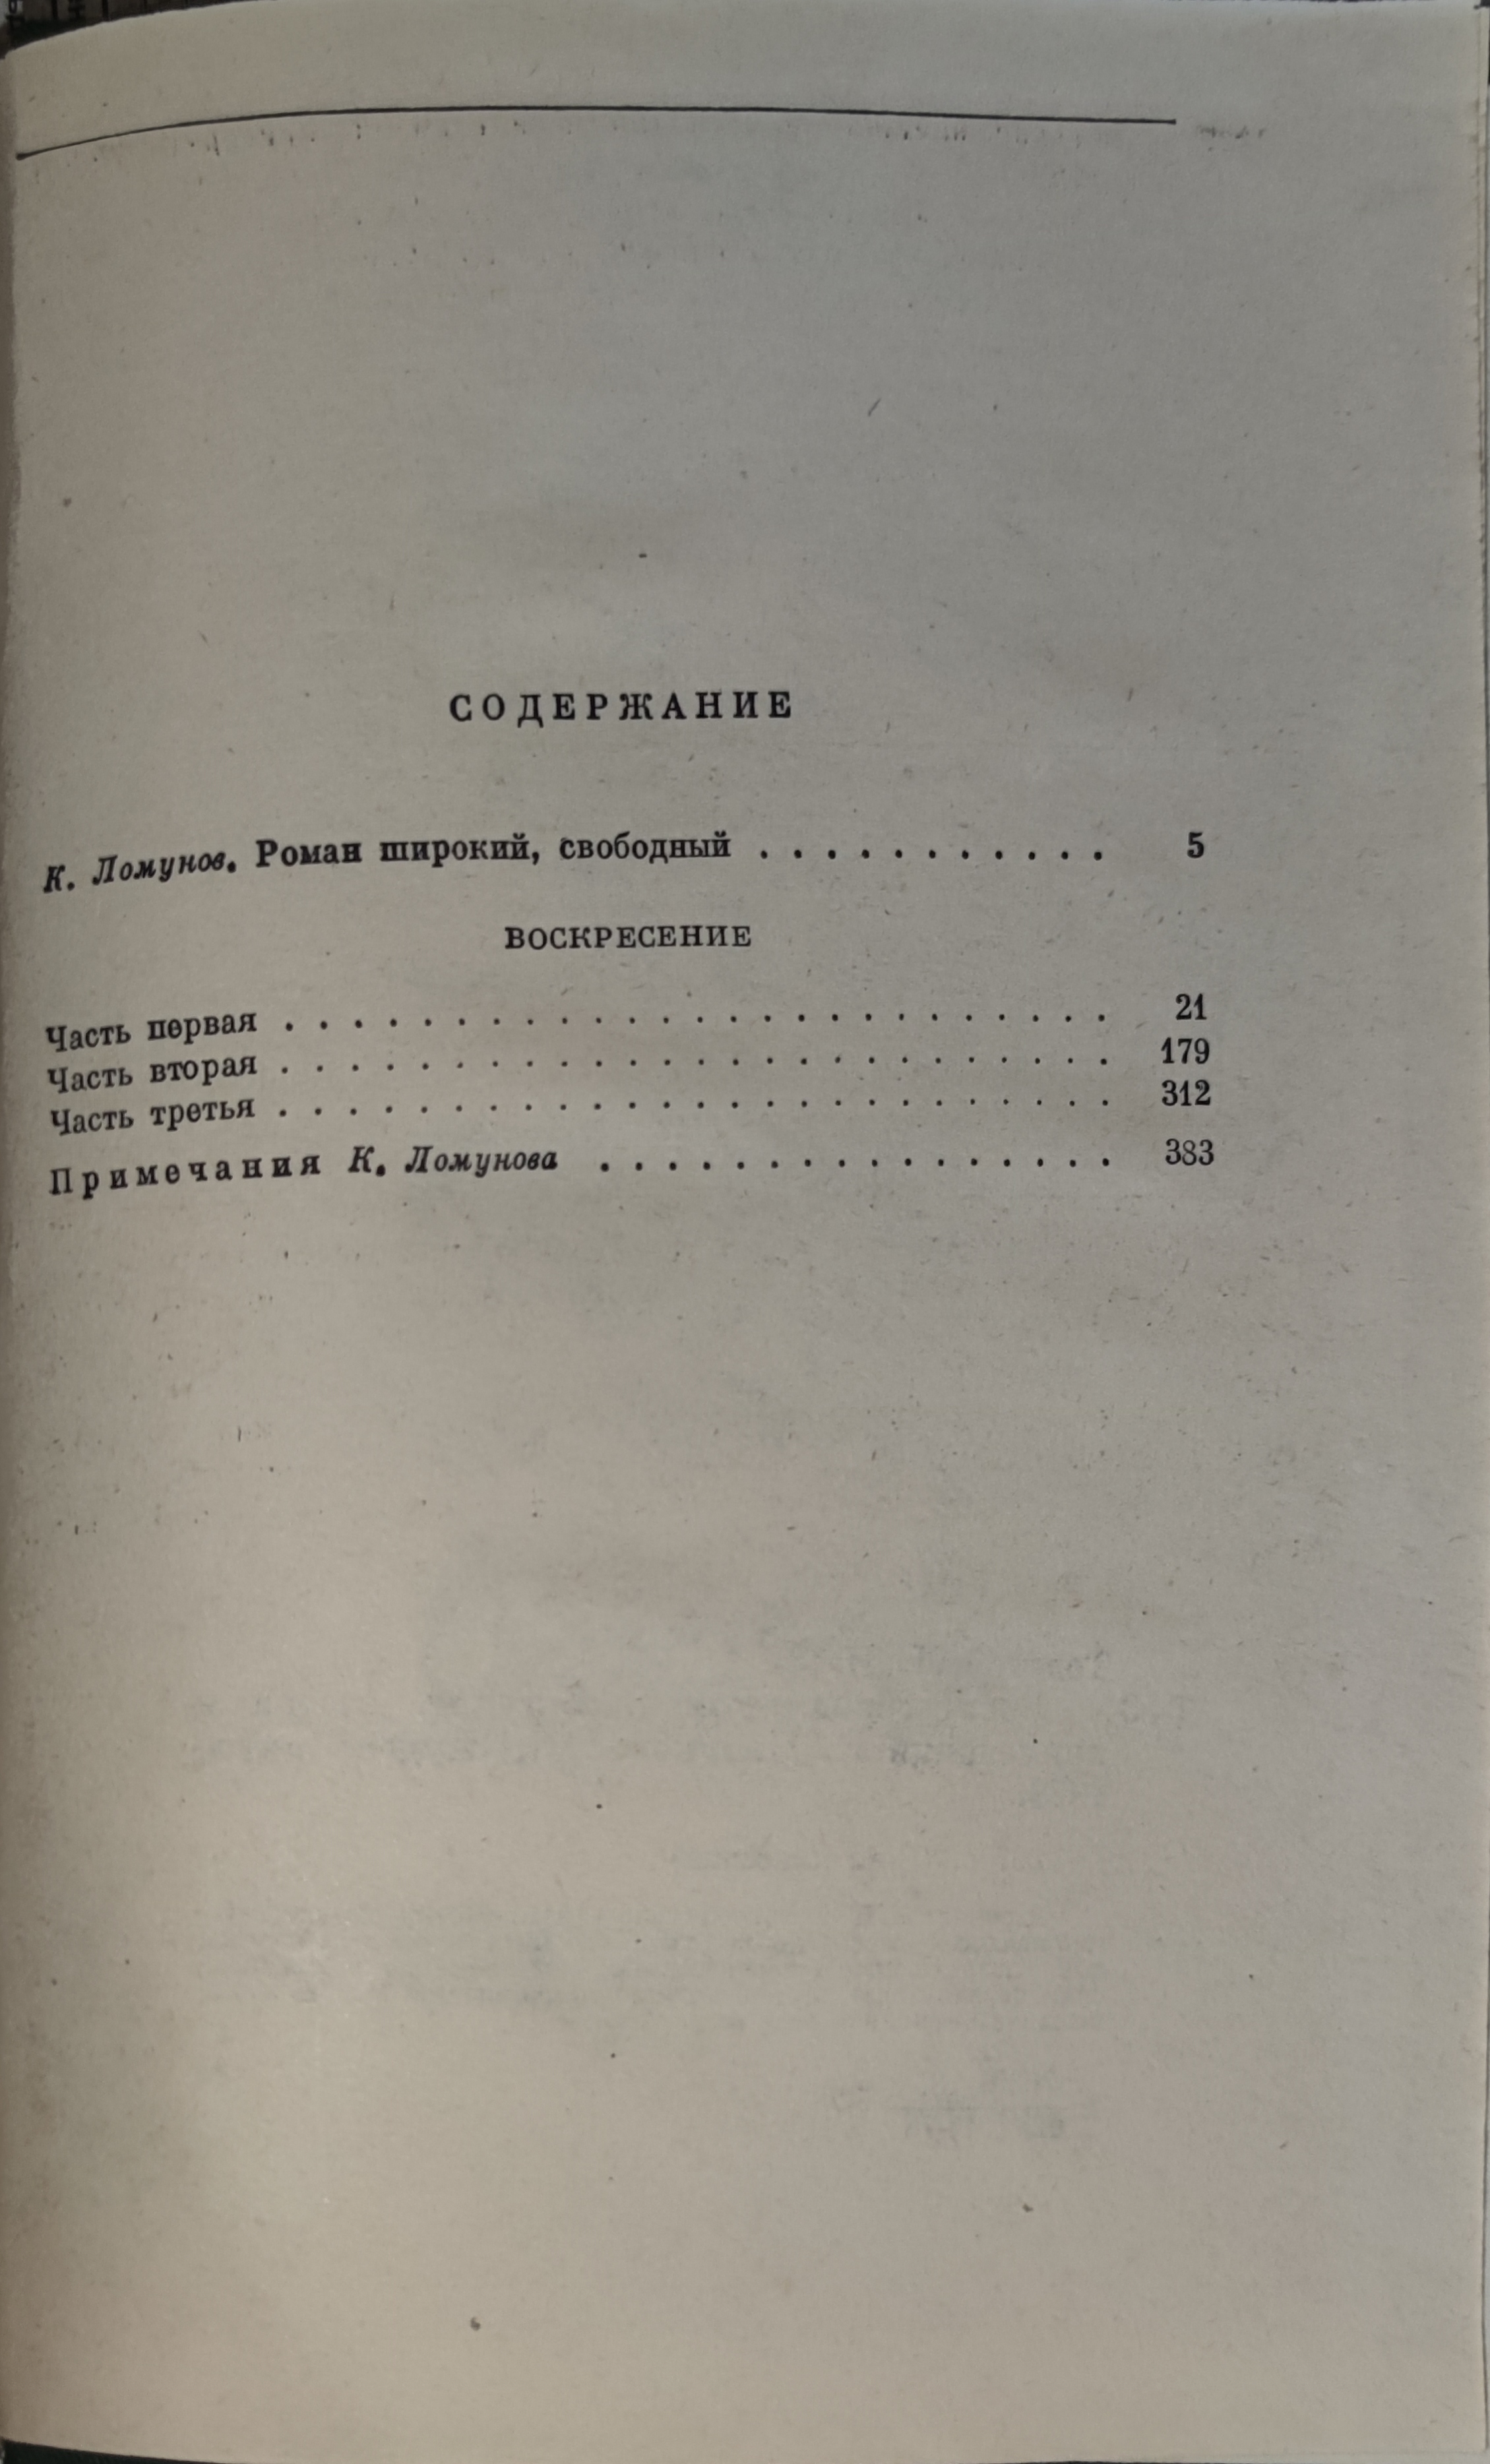 СОДЕРЖАНИЕ
К. Ломунов. Роман широкий, свободный . . . . . . . . . . . 5
ВОСКРЕСЕНИЕ
Часть первая . . . . . . . . . . . . . . . . . . . . . . . . . 21
Часть вторая . . . . . . . . . . . . . . . . . . . . . . . . . 179
Часть третья . . . . . . . . . . . . . . . . . . . . . . . . . 312
Примечания К. Ломунова . . . . . . . . . . . . . . . . 383